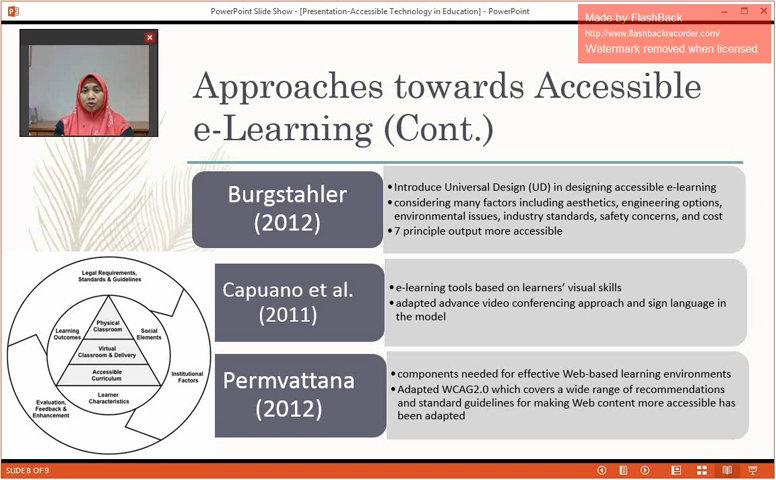 PowerPoint Slide Show - [Presentation-Accessible Technology in Education] - PowerPoint
Made by FlashBack
http://www.flashbackrecorder.com/
Watermark removed when licensed
Approaches towards Accessible
e-Learning (Cont.)
Burgstahler
(2012)
•Introduce Universal Design (UD) in designing accessible e-learning
•considering many factors including aesthetics, engineering options,
environmental issues, industry standards, safety concerns, and cost
•7 principle output more accessible
Capuano et al.
(2011)
•e-learning tools based on learners' visual skills
•adapted advance video conferencing approach and sign language in
the model
Permvattana
(2012)
•components needed for effective Web-based learning environments
•Adapted WCAG2.0 which covers a wide range of recommendations
and standard guidelines for making Web content more accessible has
been adapted
Legal Requirements,
Standards & Guidelines
Physical
Classroom
Learning
Outcomes
Social
Elements
Virtual
Classroom & Delivery
Accessible
Curriculum
Institutional
Factors
Learner
Characteristics
Evaluation,
Feedback &
Enhancement
SLIDE 8 OF 9